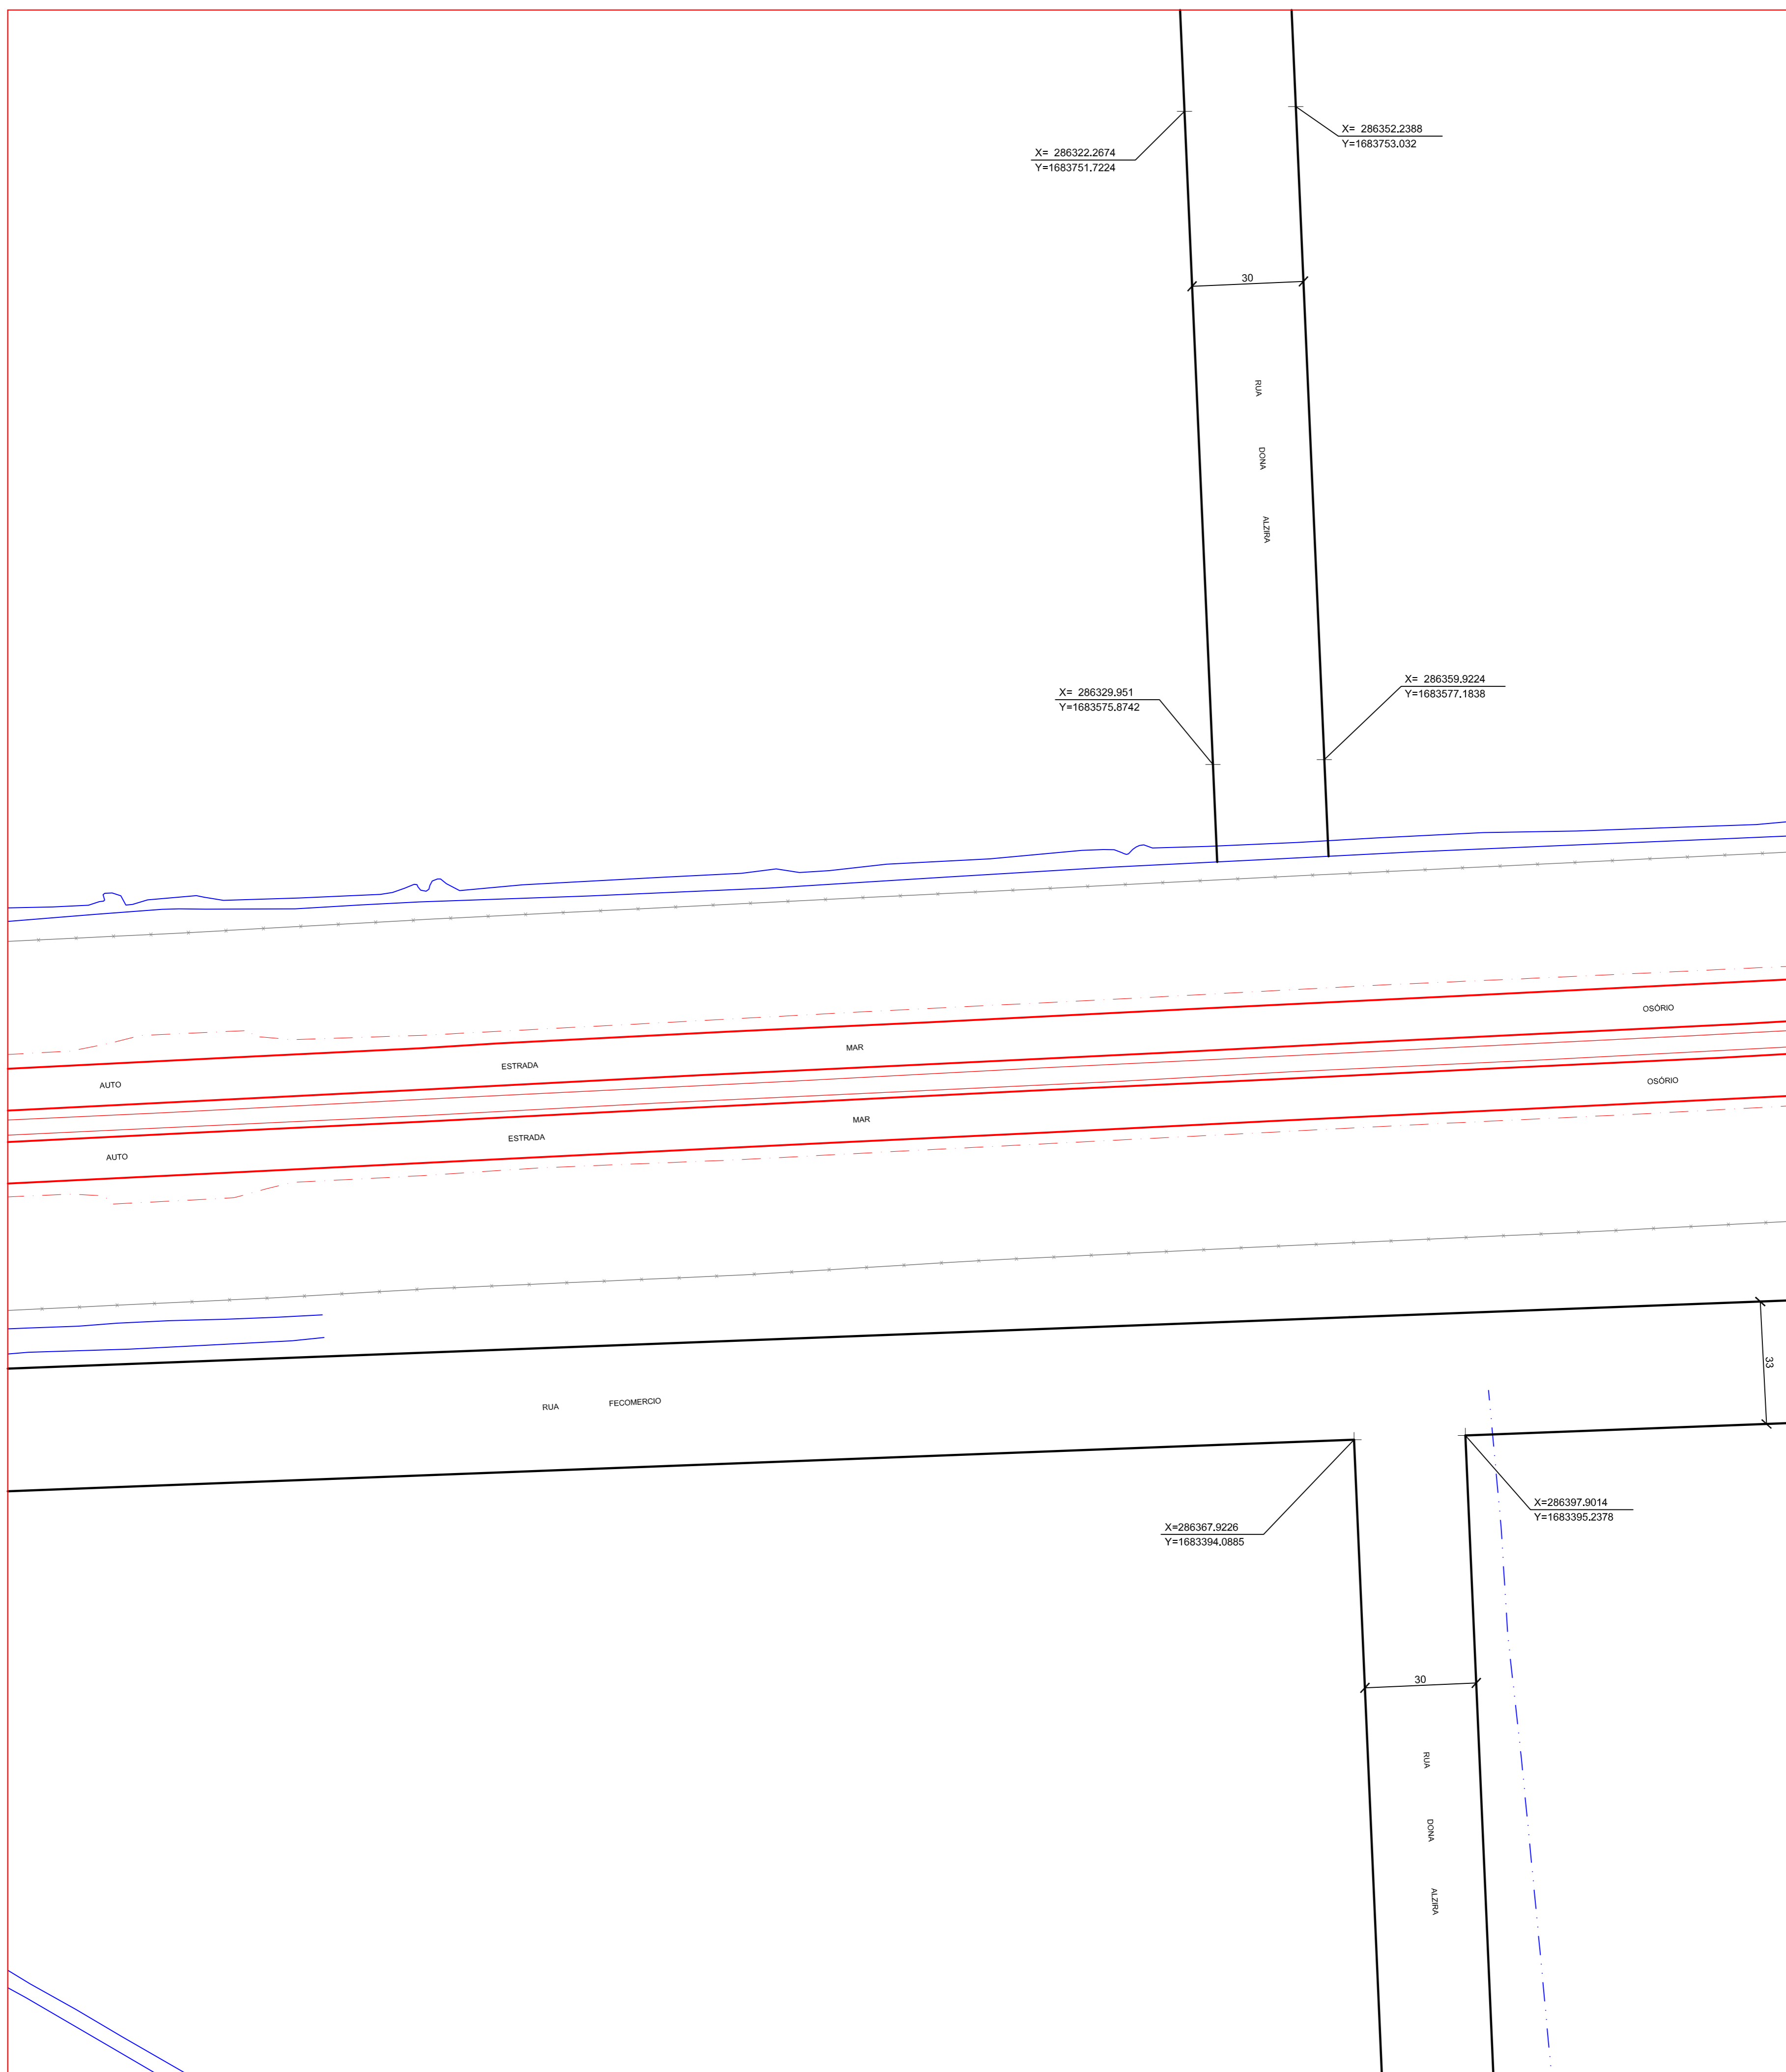 X= 286352.2388
Y=1683753.032
X= 286322.2674
Y=1683751.7224
30
RUA
DONA
ALZIRA
X= 286359.9224
Y=1683577.1838
X= 286329.951
Y=1683575.8742
AUTO ESTRADA MAR OSÓRIO
AUTO ESTRADA MAR OSÓRIO
33
RUA FECOMERCIO
X=286397.9014
Y=1683395.2378
X=286367.9226
Y=1683394.0885
30
RUA
DONA
ALZIRA